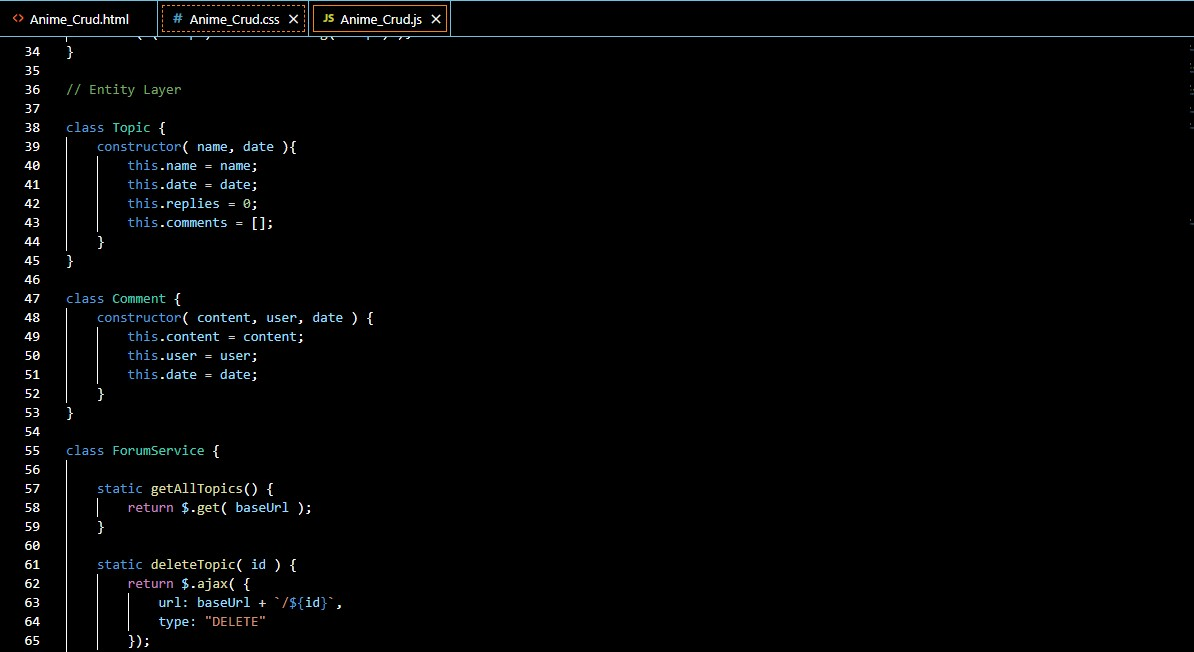 Anime_Crud.html
# Anime_Crud.css
JS Anime_Crud.js
34 }
35
36 // Entity Layer
37
38 class Topic {
39 constructor( name, date ){
40 this.name = name;
41 this.date = date;
42 this.replies = 0;
43 this.comments = [];
44 }
45 }
46
47 class Comment {
48 constructor( content, user, date ) {
49 this.content = content;
50 this.user = user;
51 this.date = date;
52 }
53 }
54
55 class ForumService {
56
57 static getAllTopics() {
58 return $.get( baseUrl );
59 }
60
61 static deleteTopic( id ) {
62 return $.ajax( {
63 url: baseUrl + `/${id}`,
64 type: "DELETE"
65 });